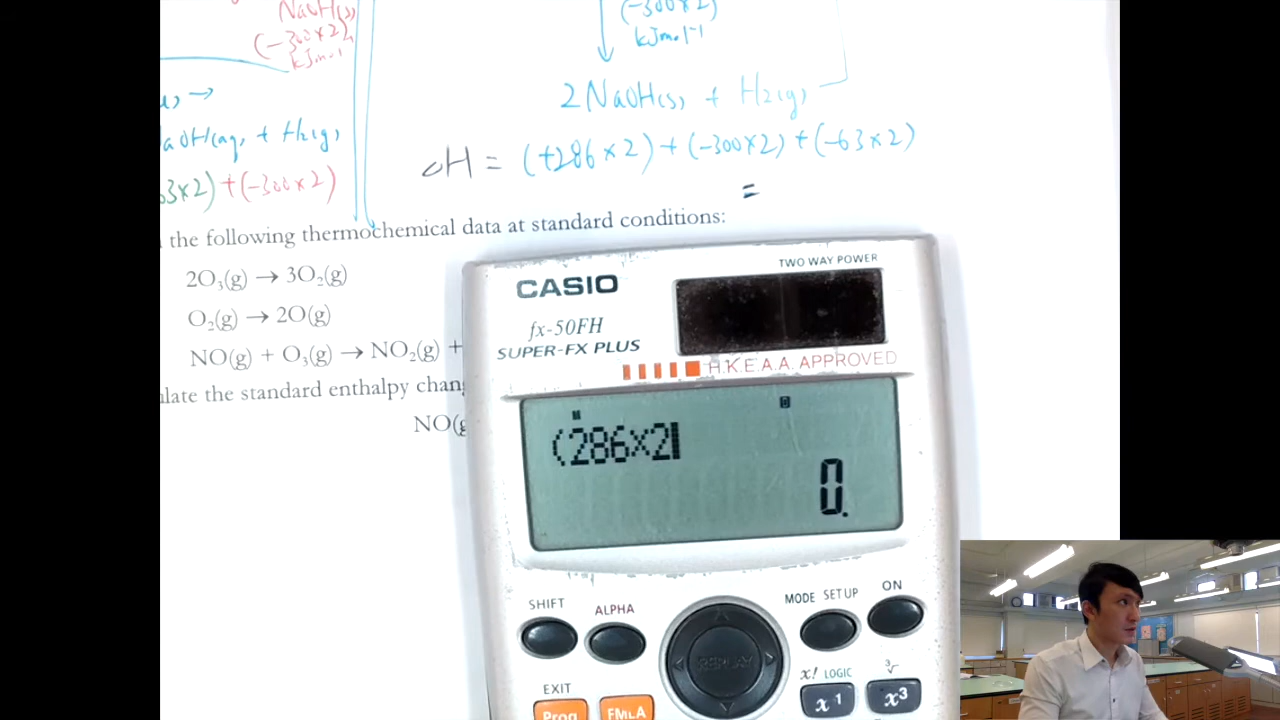 NaOH(s)
(-300×2)
kJmol-1
(-300×2)
kJmol-1
2NaOH(s) + H2(g)
aOH(aq) + H2(g)
ΔH = (+286×2)+(-300×2)+(-63×2)
=
63×2)+(-300×2)
the following thermochemical data at standard conditions:
2O₃(g) → 3O₂(g)
O₂(g) → 2O(g)
NO(g) + O₃(g) → NO₂(g) +
late the standard enthalpy chan
NO(g
TWO WAY POWER
CASIO
fx-50FH
SUPER-FX PLUS
H.K.E.A.A. APPROVED
M D
(286×2
0.
SHIFT ALPHA MODE SETUP ON
EXIT x! LOGIC ³√
Prog FMLA x-1 x³
REPLAY